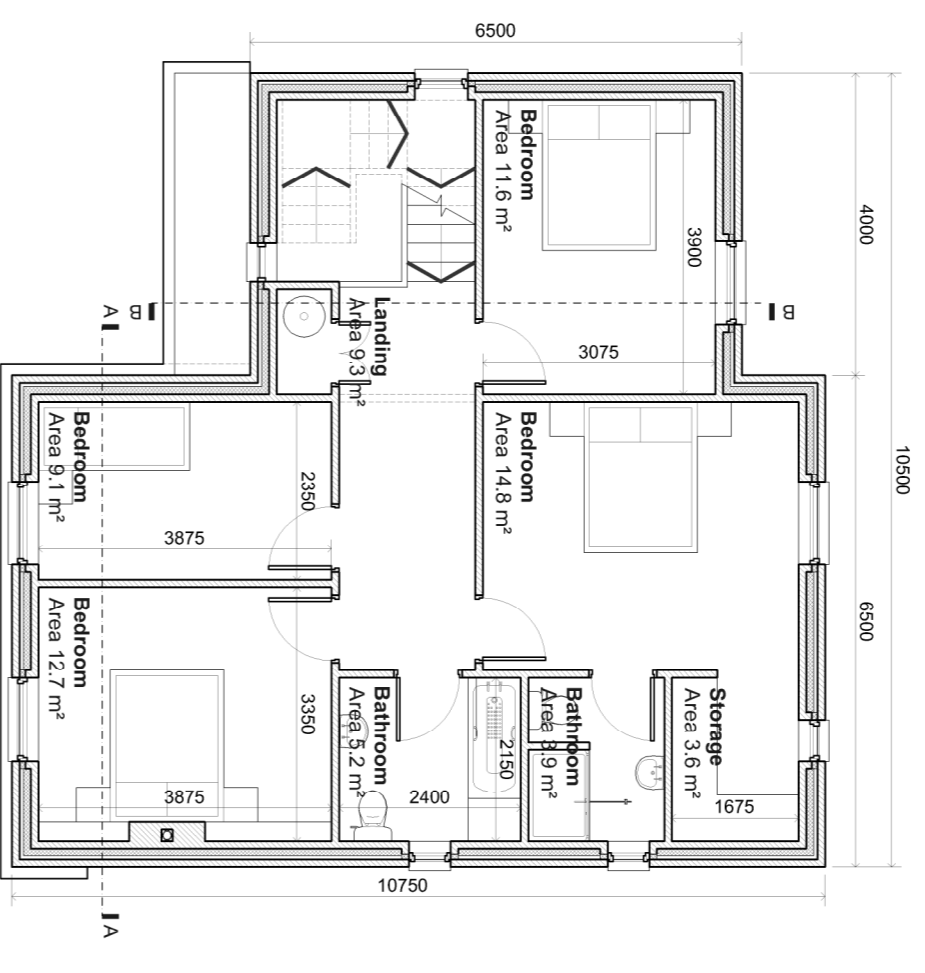 6500
Bedroom
Area 11.6 m²
4000
3900
Landing
Area 9.3 m²
A
B
B
3075
10500
Bedroom
Area 9.1 m²
2350
3875
Bedroom
Area 14.8 m²
6500
Bedroom
Area 12.7 m²
3350
3875
Bathroom
Area 5.2 m²
2400
2150
Bathroom
Area 3.9 m²
Storage
Area 3.6 m²
1675
10750
A